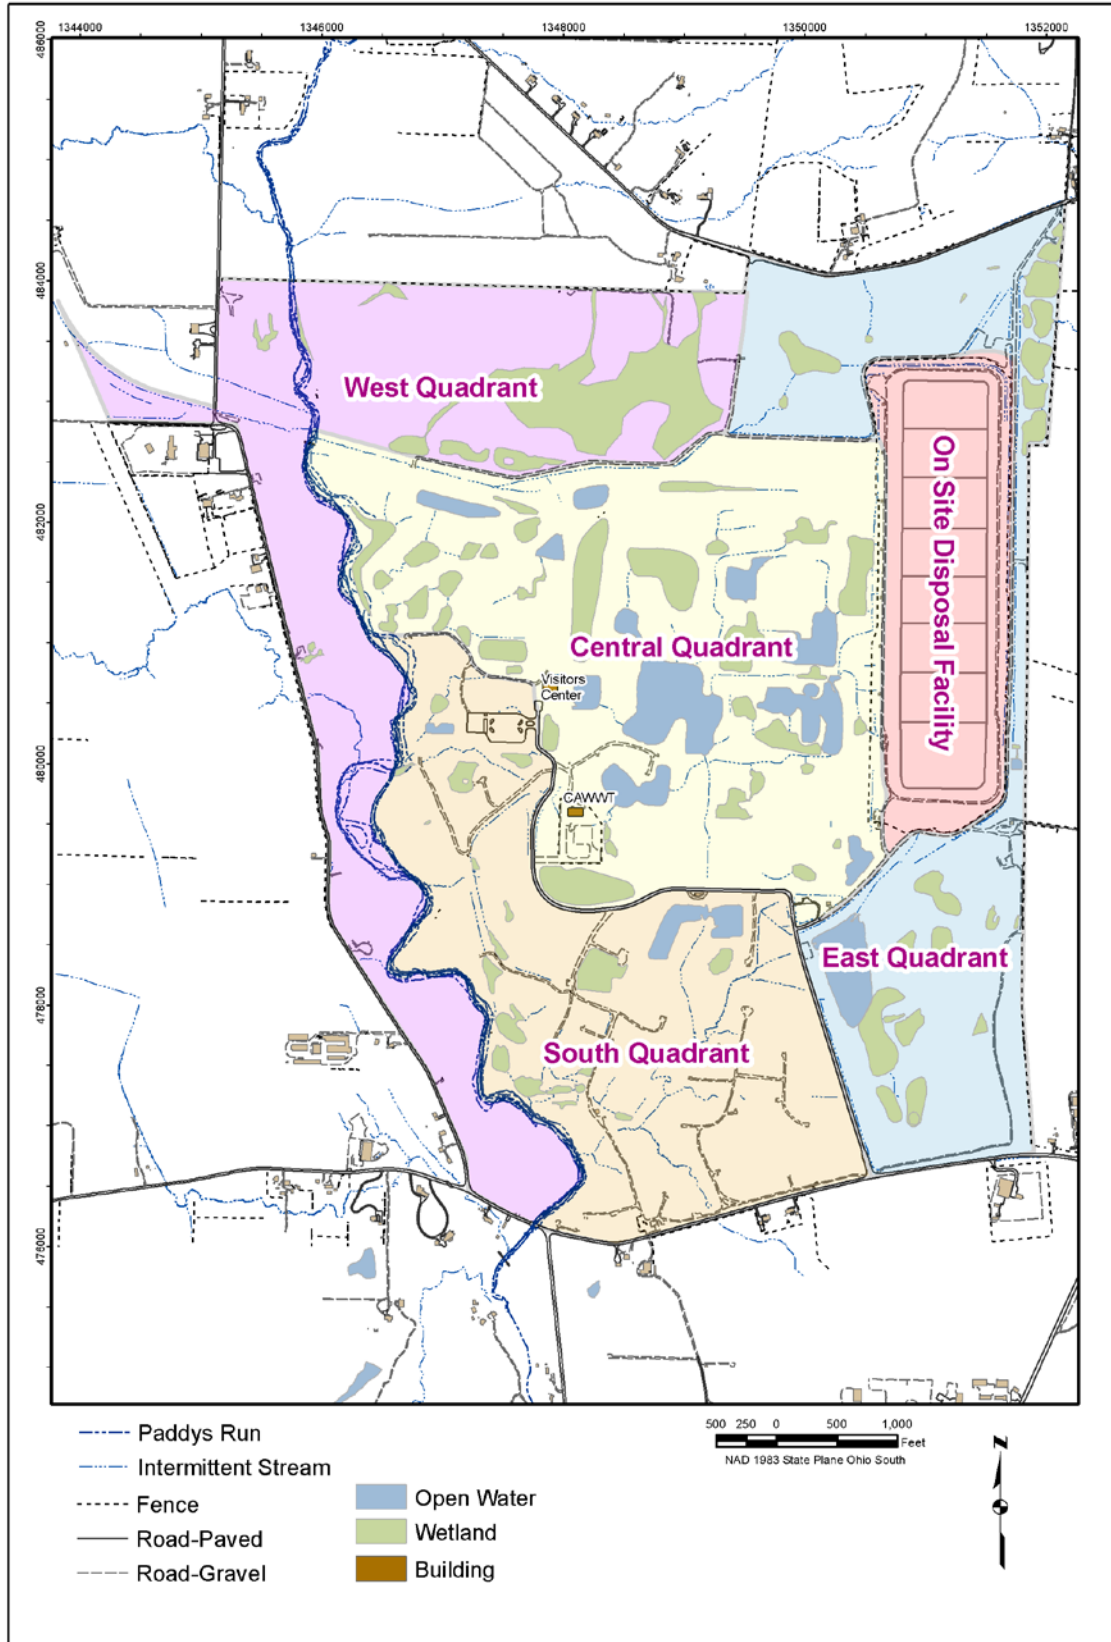 1344000
1346000
1348000
1350000
1352000
486000
484000
482000
480000
478000
476000
West Quadrant
On Site Disposal Facility
Central Quadrant
Visitors
Center
CAWWT
East Quadrant
South Quadrant
Paddys Run
Intermittent Stream
Fence
Road-Paved
Road-Gravel
Open Water
Wetland
Building
500 250 0 500 1,000
Feet
NAD 1983 State Plane Ohio South
N